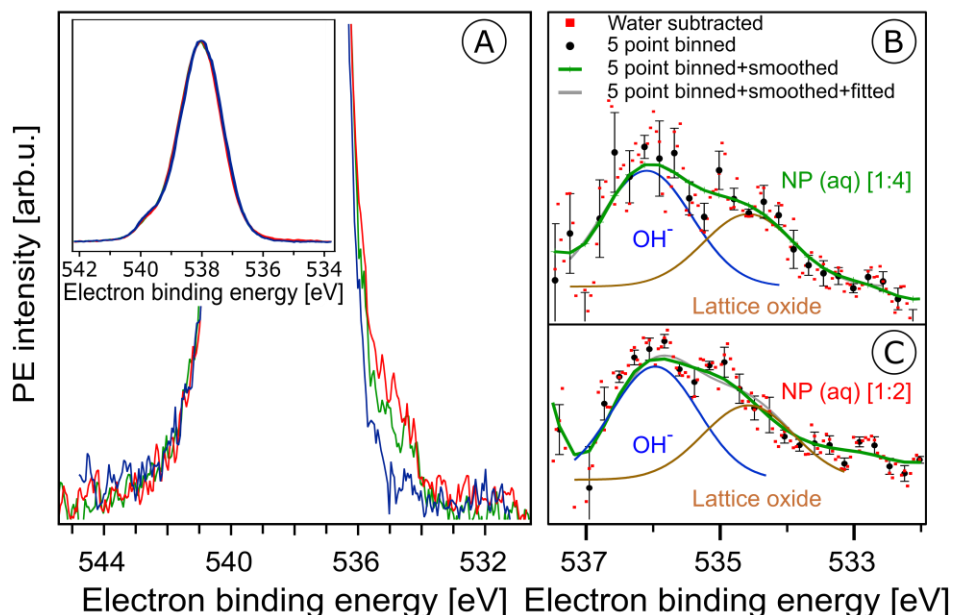 A
PE intensity [arb.u.]
542 540 538 536 534
Electron binding energy [eV]
544 540 536 532
Electron binding energy [eV]
B
Water subtracted
5 point binned
5 point binned+smoothed
5 point binned+smoothed+fitted
NP (aq) [1:4]
OH⁻
Lattice oxide
C
NP (aq) [1:2]
OH⁻
Lattice oxide
537 535 533
Electron binding energy [eV]